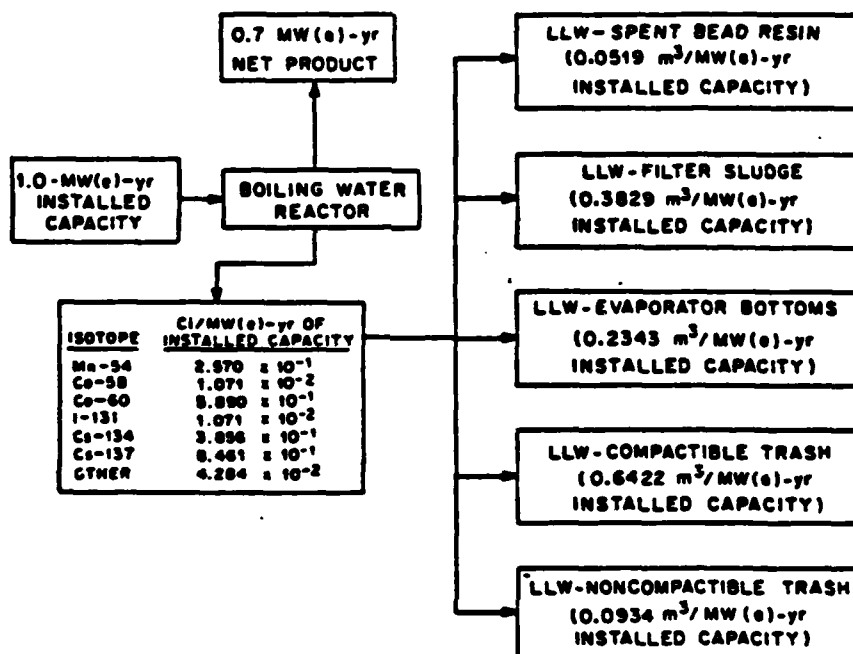 0.7 MW(e)-yr
NET PRODUCT
1.0-MW(e)-yr
INSTALLED
CAPACITY
BOILING WATER
REACTOR
CI/MW(e)-yr OF
ISOTOPE INSTALLED CAPACITY
Mn-54 2.570 x 10-1
Co-58 1.071 x 10-2
Co-60 5.890 x 10-1
I-131 1.071 x 10-2
Cs-134 3.856 x 10-1
Cs-137 x 10-1
OTHER 4.284 x 10-2
LLW-SPENT BEAD RESIN
(0.0519 m³/MW(e)-yr
INSTALLED CAPACITY)
LLW-FILTER SLUDGE
(0.3829 m³/MW(e)-yr
INSTALLED CAPACITY)
LLW-EVAPORATOR BOTTOMS
(0.2343 m³/MW(e)-yr
INSTALLED CAPACITY)
LLW-COMPACTIBLE TRASH
(0.6422 m³/MW(e)-yr
INSTALLED CAPACITY)
LLW-NONCOMPACTIBLE TRASH
(0.0934 m³/MW(e)-yr
INSTALLED CAPACITY)